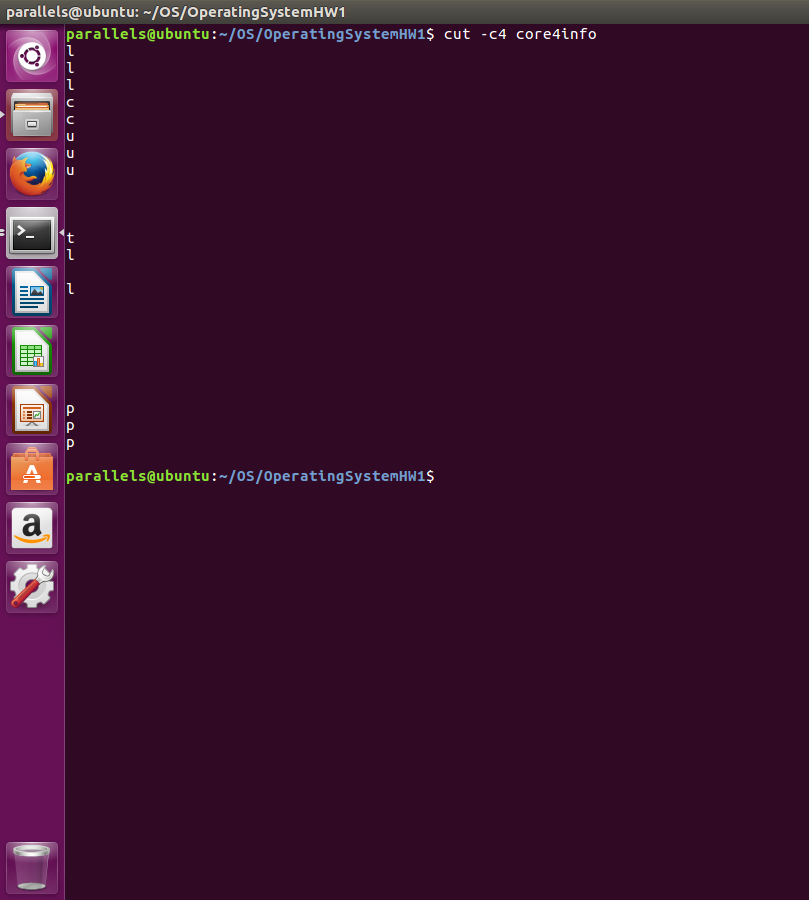 parallels@ubuntu: ~/OS/OperatingSystemHW1
parallels@ubuntu:~/OS/OperatingSystemHW1$ cut -c4 core4info
l
l
l
c
c
u
u
u
t
l
l
p
p
p
parallels@ubuntu:~/OS/OperatingSystemHW1$